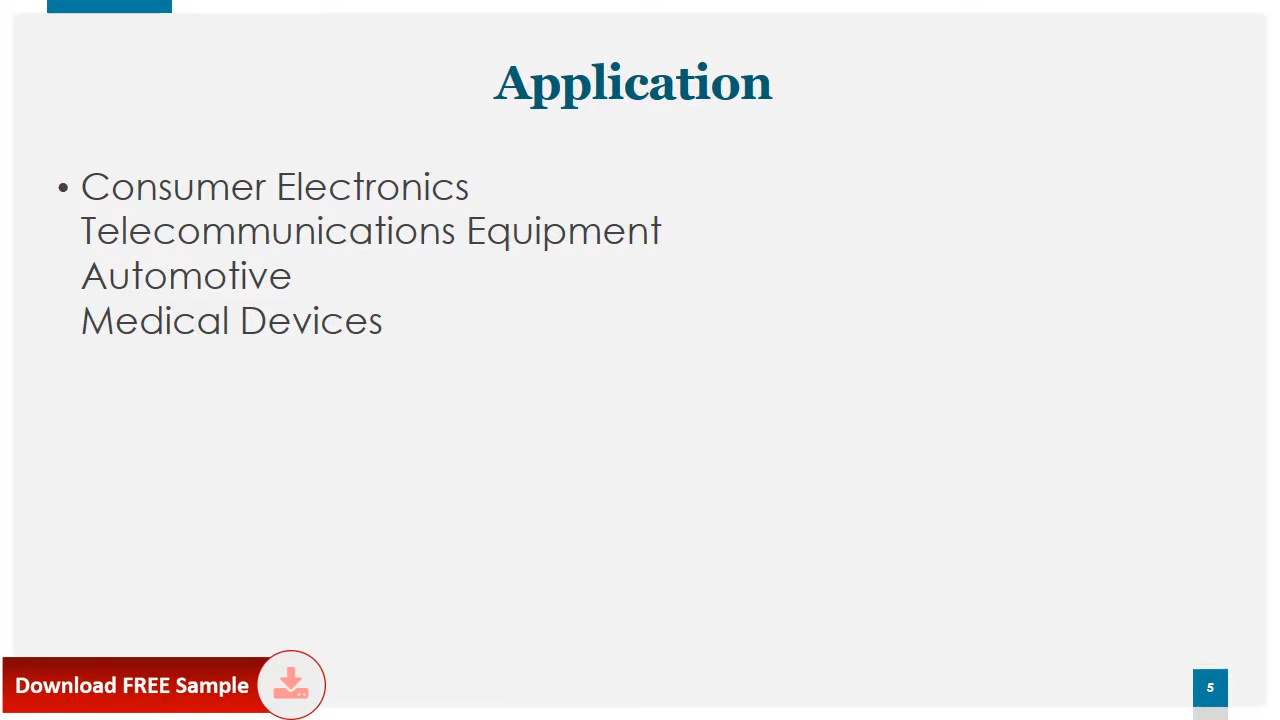 Application
• Consumer Electronics
Telecommunications Equipment
Automotive
Medical Devices
Download FREE Sample
5